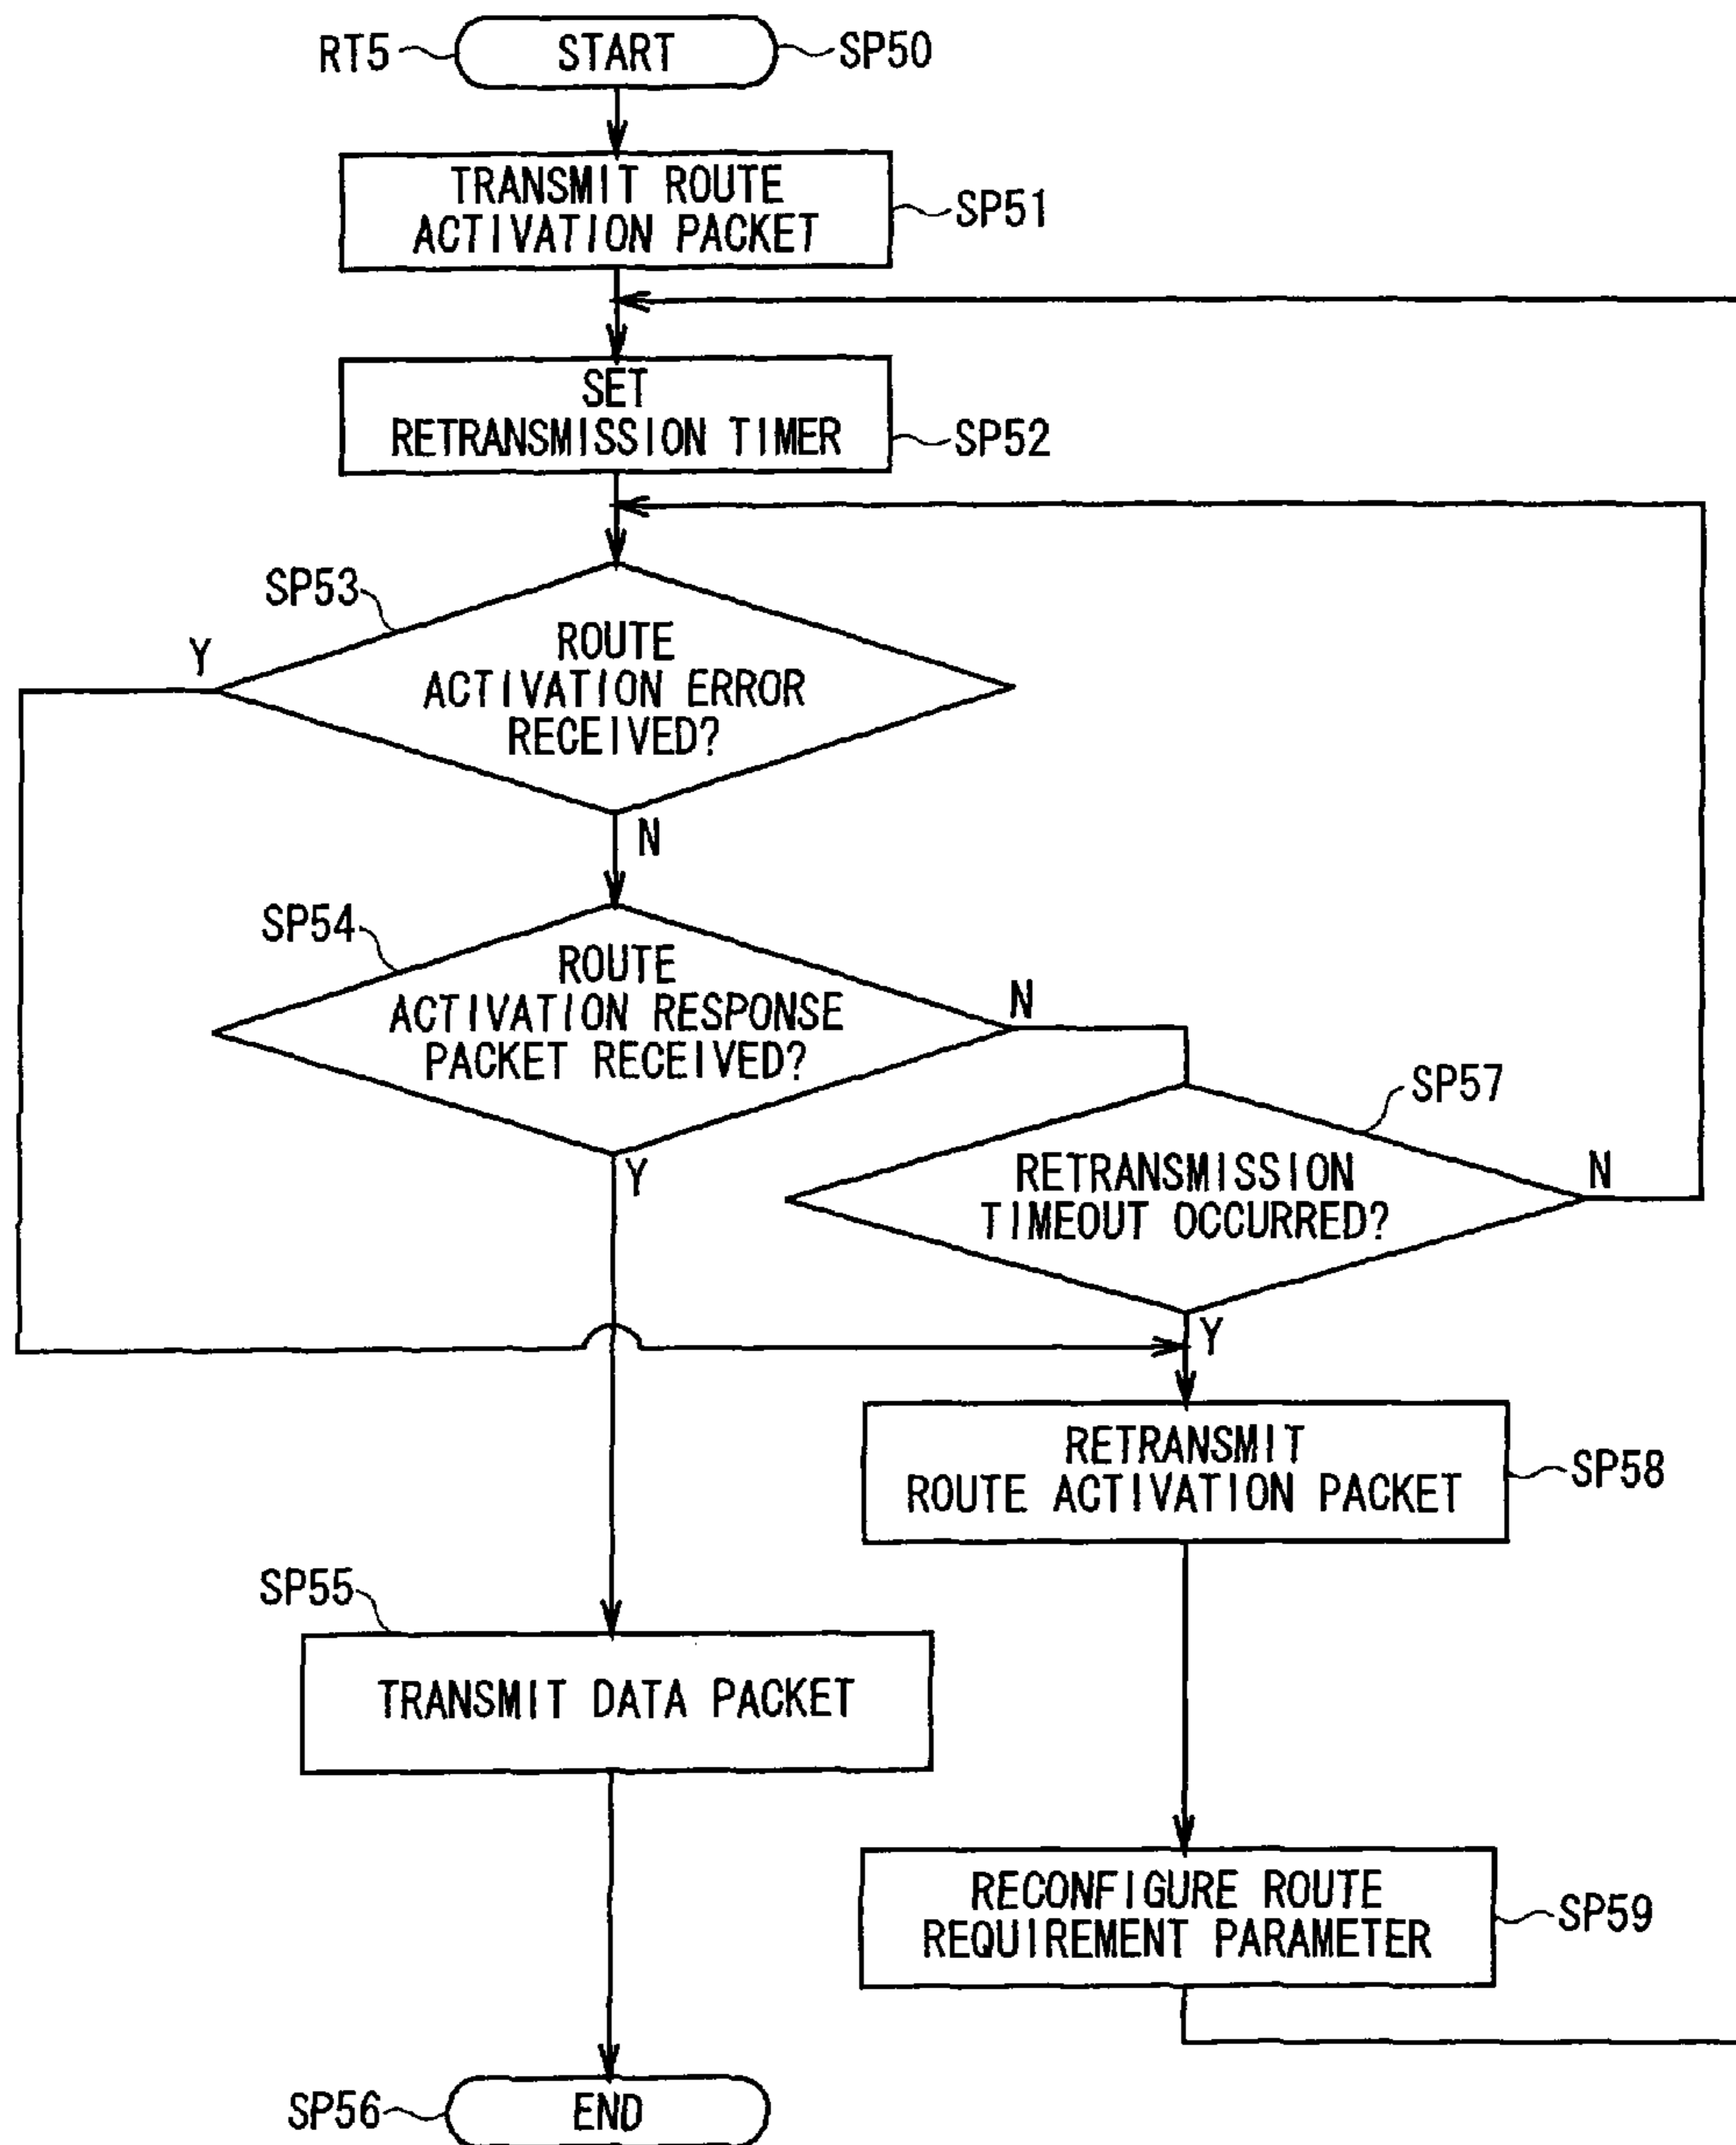 RT5
START
SP50
TRANSMIT ROUTE
ACTIVATION PACKET
SP51
SET
RETRANSMISSION TIMER
SP52
SP53
Y
ROUTE
ACTIVATION ERROR
RECEIVED?
N
SP54
ROUTE
ACTIVATION RESPONSE
PACKET RECEIVED?
N
Y
SP57
RETRANSMISSION
TIMEOUT OCCURRED?
N
Y
RETRANSMIT
ROUTE ACTIVATION PACKET
SP58
SP55
TRANSMIT DATA PACKET
RECONFIGURE ROUTE
REQUIREMENT PARAMETER
SP59
SP56
END